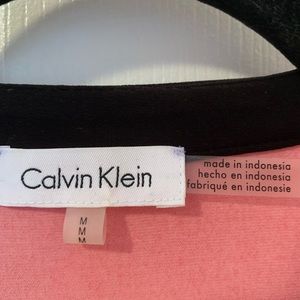 Calvin Klein
made in indonesia
hecho en indonesia
fabriqué en indonesie
M
M
M